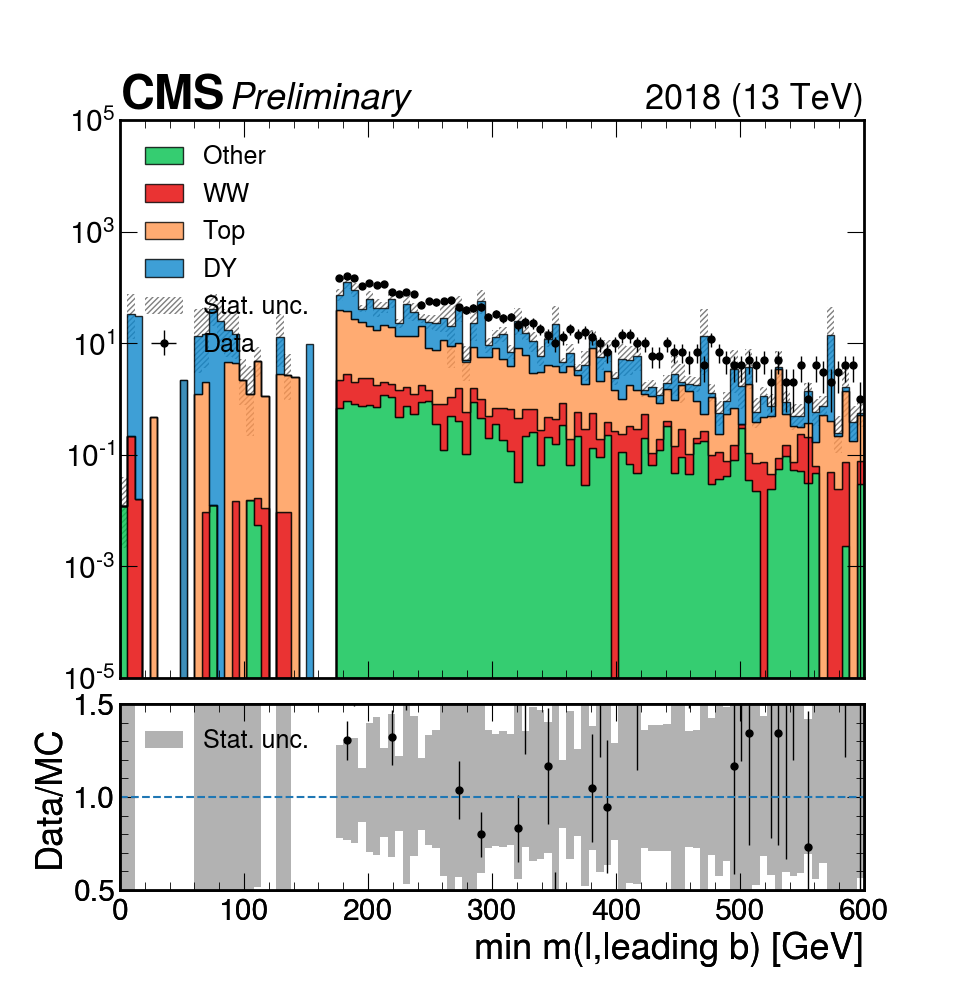 CMS Preliminary 2018 (13 TeV)
10^5
Other
WW
10^3
Top
DY
Stat. unc.
10^1
Data
10^-1
10^-3
10^-5
1.5
Stat. unc.
1.0
Data/MC
0.5
0 100 200 300 400 500 600
min m(l,leading b) [GeV]